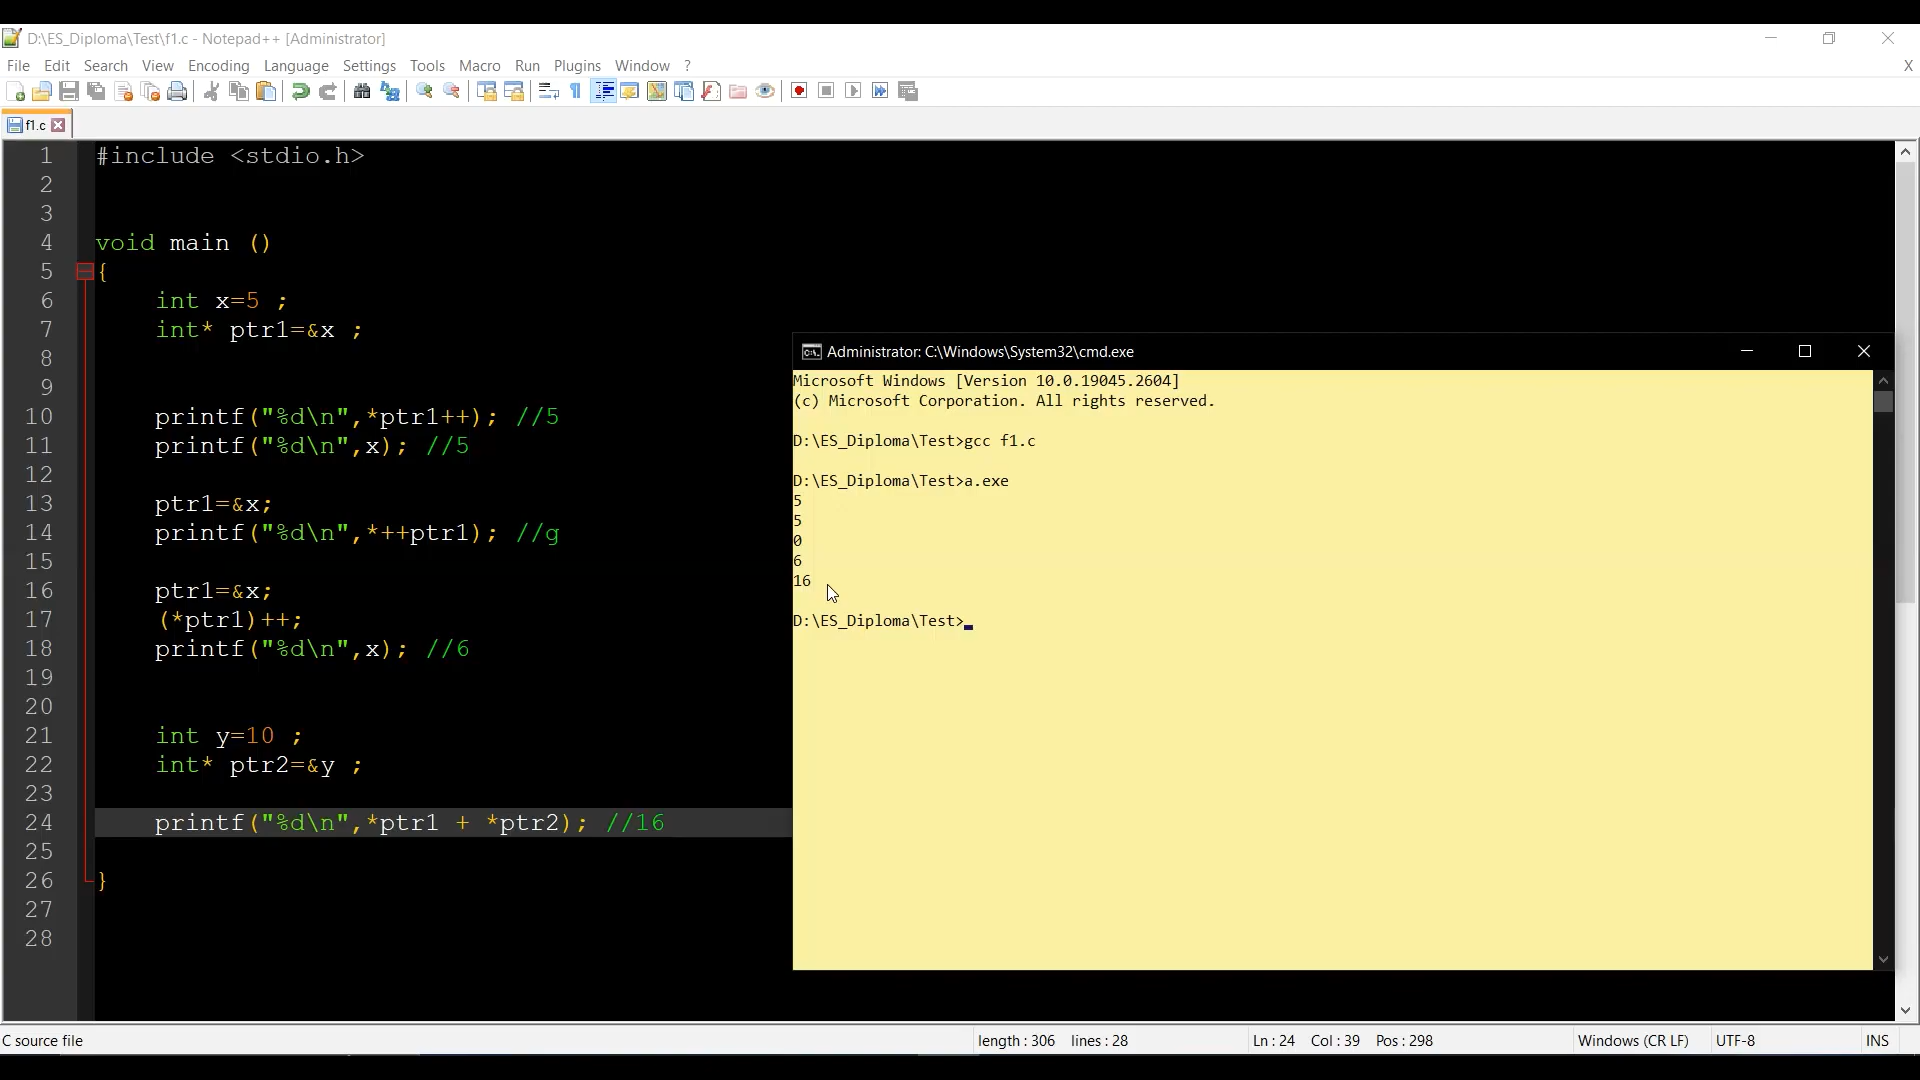 D:\ES_Diploma\Test\f1.c - Notepad++ [Administrator]
File Edit Search View Encoding Language Settings Tools Macro Run Plugins Window ? X
f1.c
1 #include <stdio.h>
2
3
4 void main ()
5 {
6 int x=5 ;
7 int* ptr1=&x ;
8
9
10 printf("%d\n",*ptr1++); //5
11 printf("%d\n",x); //5
12
13 ptr1=&x;
14 printf("%d\n",*++ptr1); //g
15
16 ptr1=&x;
17 (*ptr1)++;
18 printf("%d\n",x); //6
19
20
21 int y=10 ;
22 int* ptr2=&y ;
23
24 printf("%d\n",*ptr1 + *ptr2); //16
25
26 }
27
28
Administrator: C:\Windows\System32\cmd.exe
Microsoft Windows [Version 10.0.19045.2604]
(c) Microsoft Corporation. All rights reserved.
D:\ES_Diploma\Test>gcc f1.c
D:\ES_Diploma\Test>a.exe
5
5
0
6
16
D:\ES_Diploma\Test>
C source file length : 306 lines : 28 Ln : 24 Col : 39 Pos : 298 Windows (CR LF) UTF-8 INS